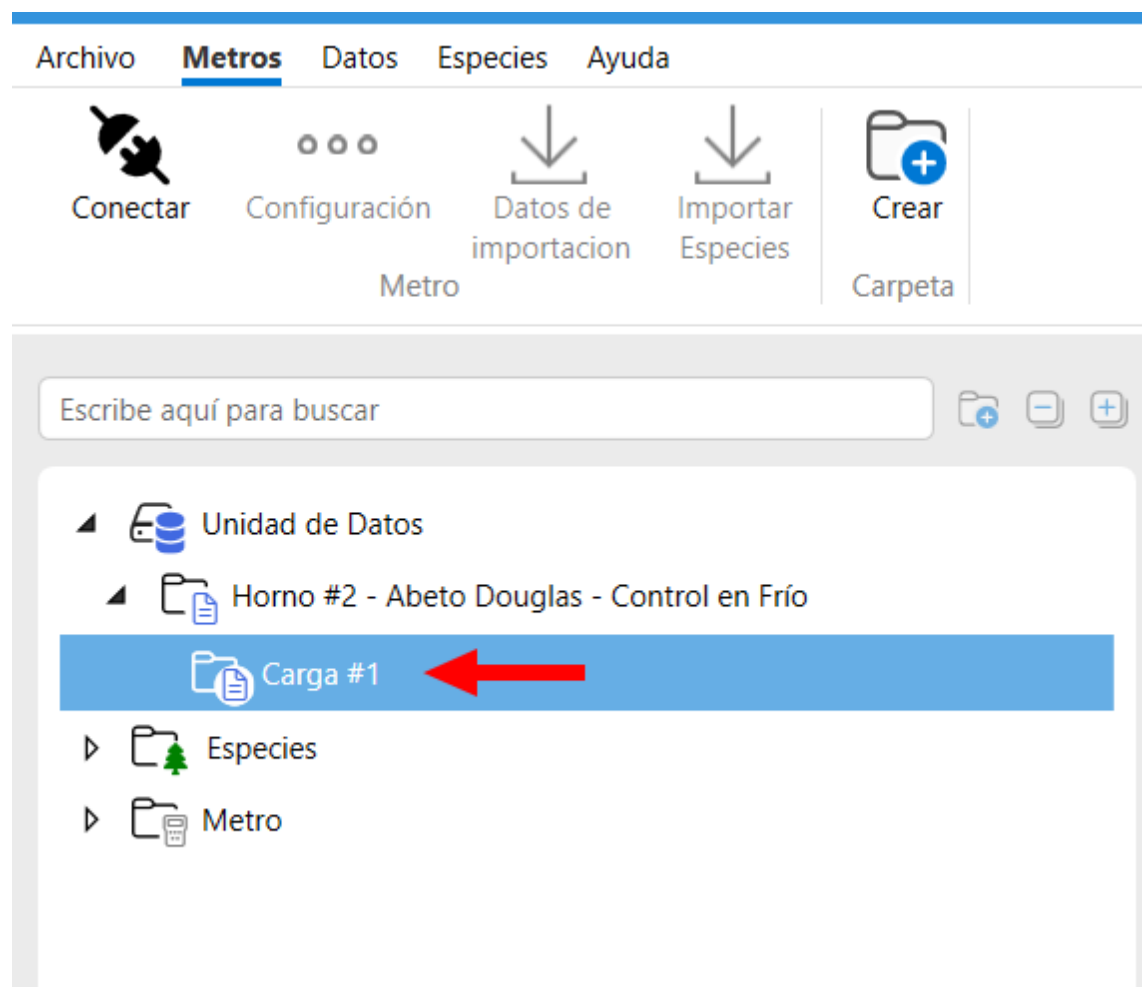 Archivo Metros Datos Especies Ayuda
Conectar Configuración Datos de Importar Crear
importacion Especies
Metro Carpeta
Escribe aquí para buscar
Unidad de Datos
Horno #2 - Abeto Douglas - Control en Frío
Carga #1
Especies
Metro